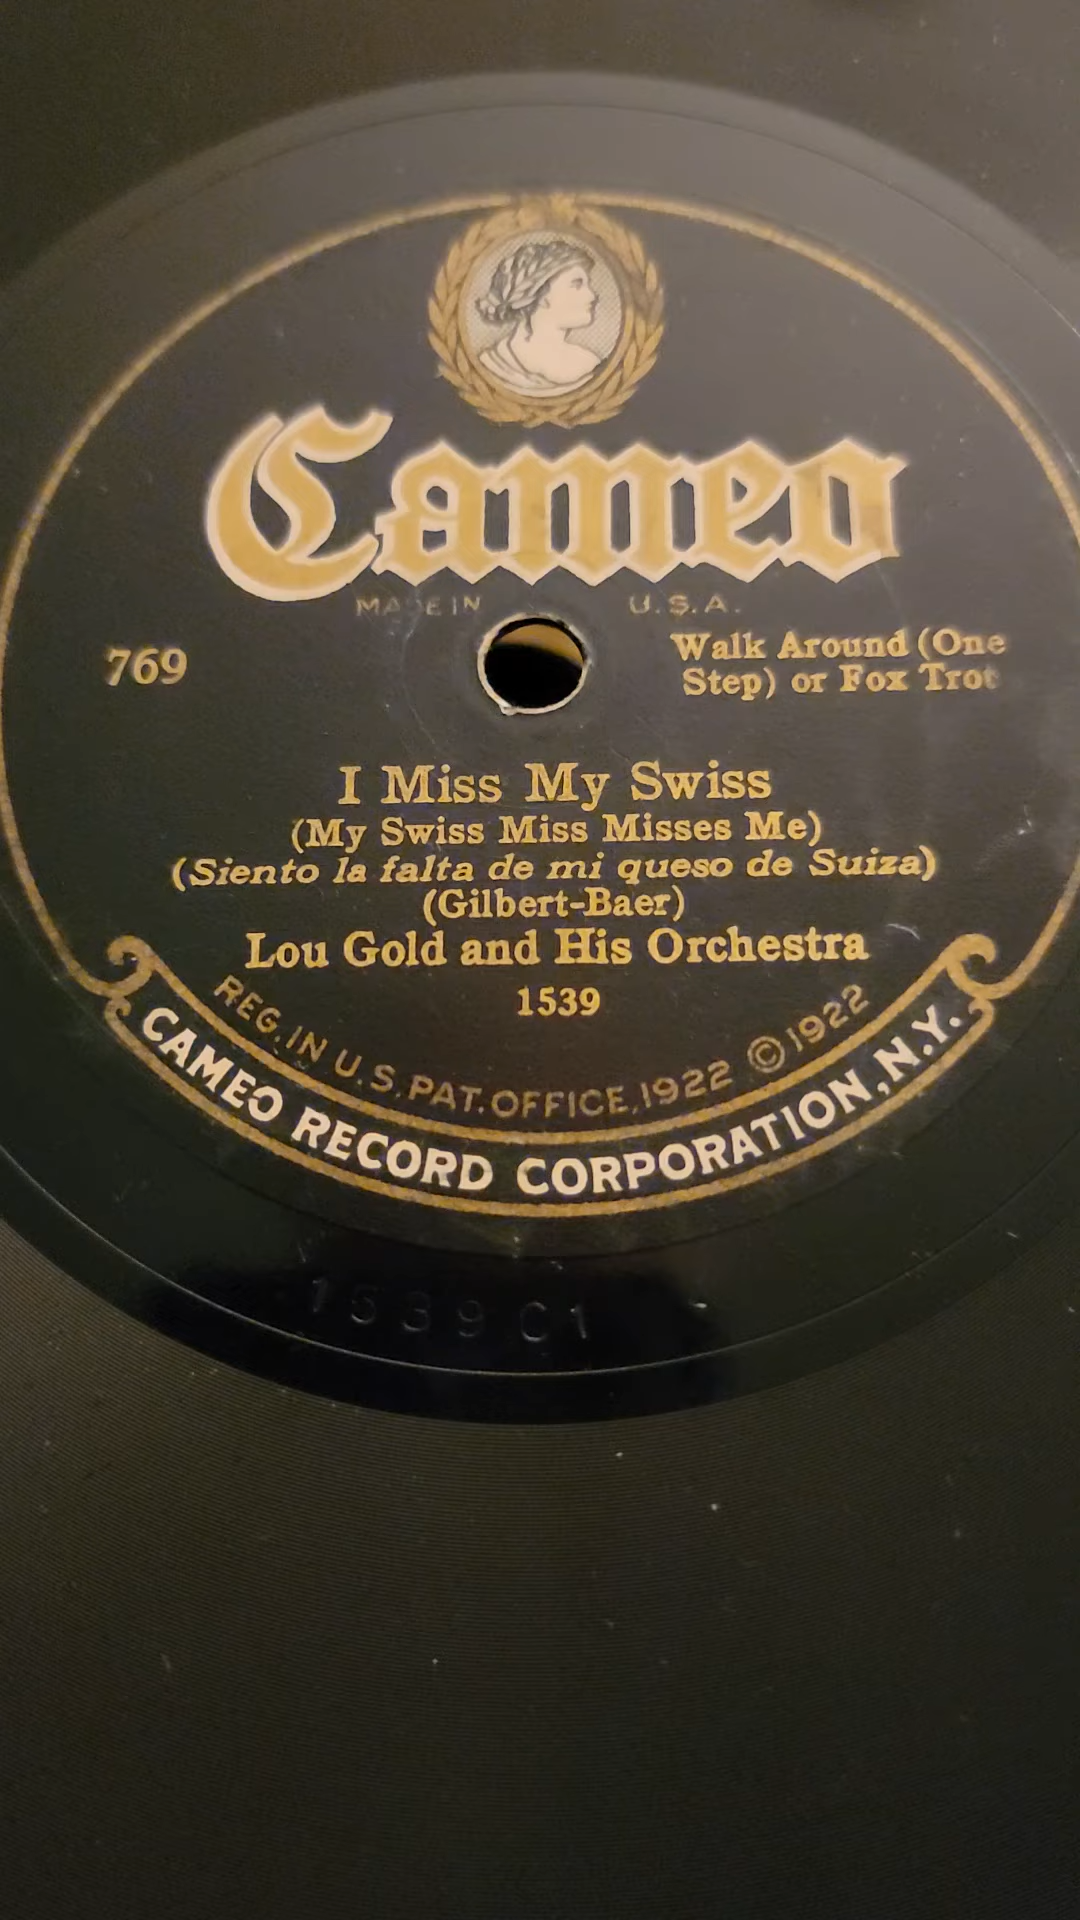 Cameo
MADE IN U.S.A.
769
Walk Around (One
Step) or Fox Trot
I Miss My Swiss
(My Swiss Miss Misses Me)
(Siento la falta de mi queso de Suiza)
(Gilbert-Baer)
Lou Gold and His Orchestra
1539
REG. IN U.S. PAT. OFFICE, 1922 © 1922
CAMEO RECORD CORPORATION, N.Y.
1539 C1